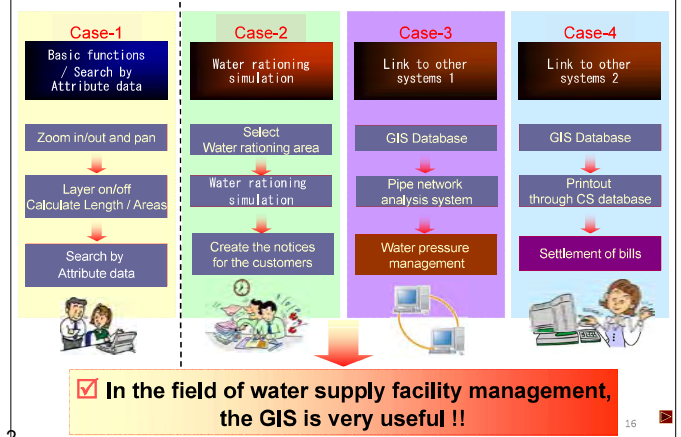 Case-1
Basic functions
/ Search by
Attribute data
Zoom in/out and pan
Layer on/off
Calculate Length / Areas
Search by
Attribute data
Case-2
Water rationing
simulation
Select
Water rationing area
Water rationing
simulation
Create the notices
for the customers
Case-3
Link to other
systems 1
GIS Database
Pipe network
analysis system
Water pressure
management
Case-4
Link to other
systems 2
GIS Database
Printout
through CS database
Settlement of bills
In the field of water supply facility management,
the GIS is very useful !!
16